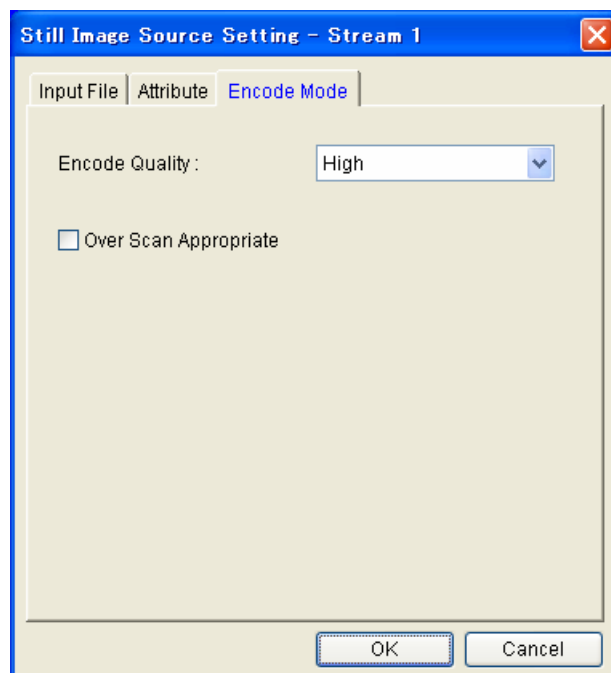 Still Image Source Setting - Stream 1
Input File Attribute Encode Mode
Encode Quality : High
Over Scan Appropriate
OK Cancel